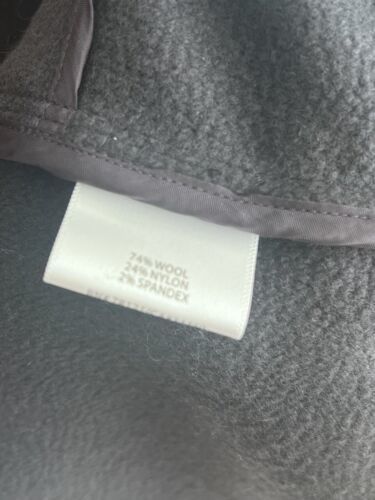 74% WOOL
24% NYLON
2% SPANDEX